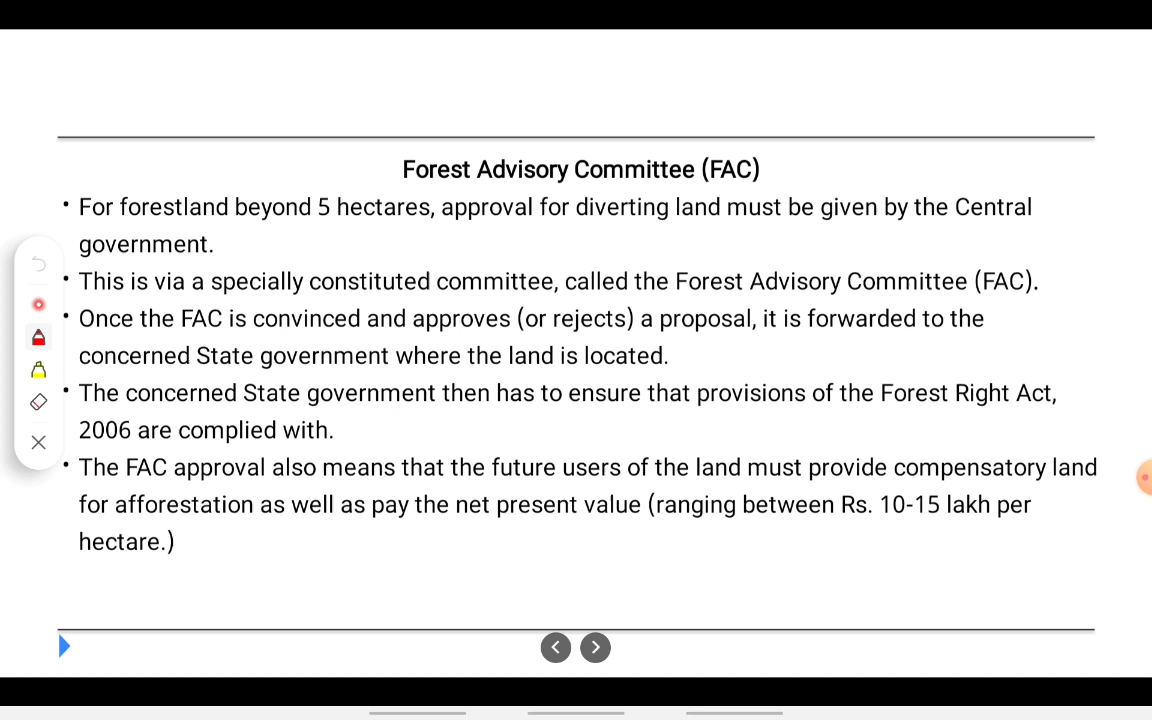 Forest Advisory Committee (FAC)
• For forestland beyond 5 hectares, approval for diverting land must be given by the Central
government.
• This is via a specially constituted committee, called the Forest Advisory Committee (FAC).
• Once the FAC is convinced and approves (or rejects) a proposal, it is forwarded to the
concerned State government where the land is located.
• The concerned State government then has to ensure that provisions of the Forest Right Act,
2006 are complied with.
• The FAC approval also means that the future users of the land must provide compensatory land
for afforestation as well as pay the net present value (ranging between Rs. 10-15 lakh per
hectare.)